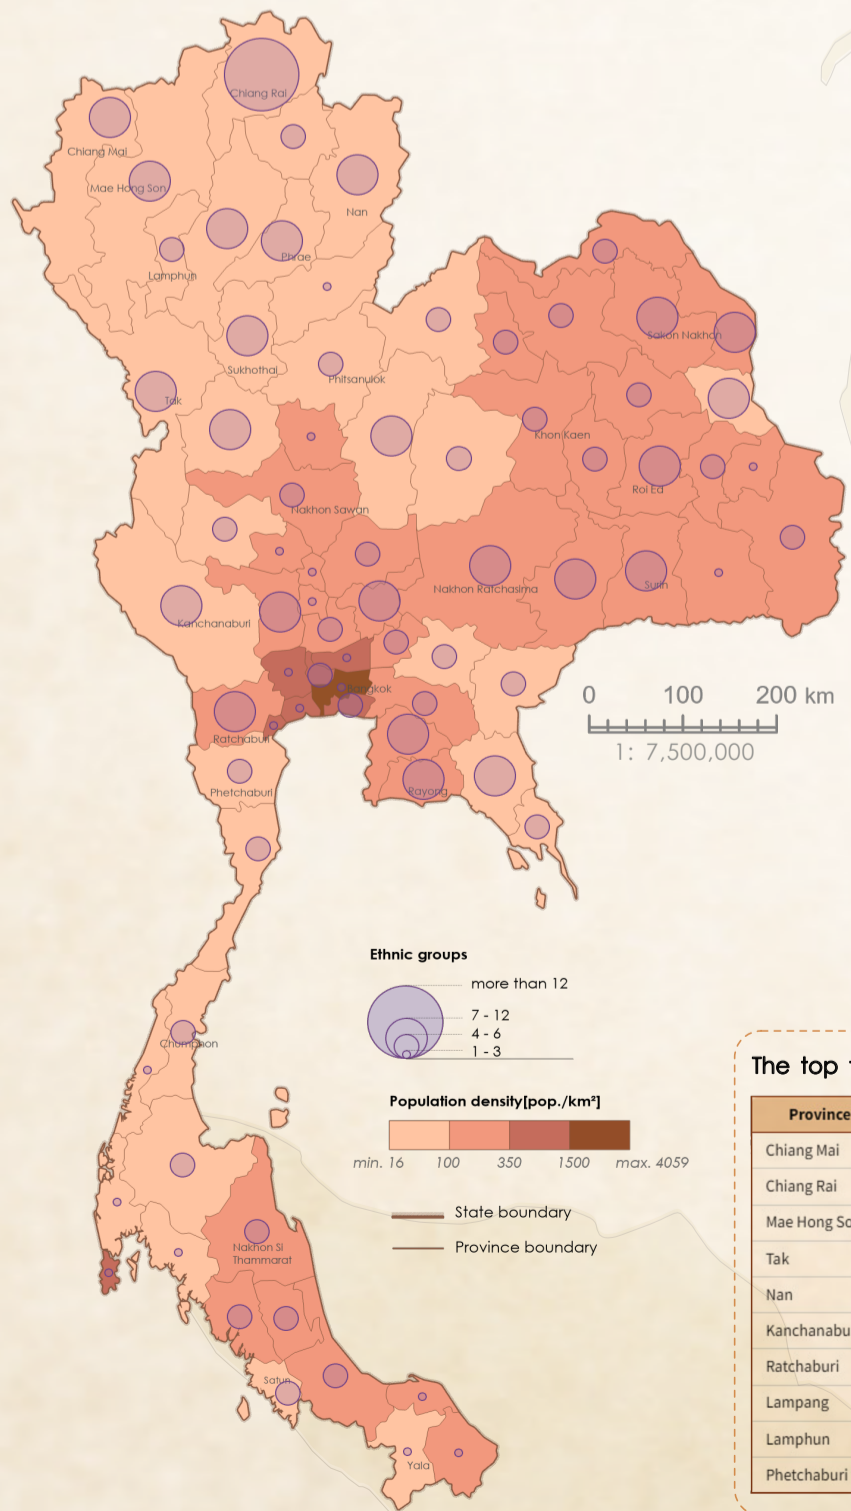 Chiang Rai
Chiang Mai
Mae Hong Son
Nan
Phrae
Lamphun
Sukhothai
Phitsanulok
Tak
Sakon Nakhon
Khon Kaen
Roi Ed
Nakhon Sawan
Nakhon Ratchasima
Surin
Kanchanaburi
Bangkok
0 100 200 km
1: 7,500,000
Ratchaburi
Phetchaburi
Rayong
Ethnic groups
more than 12
7 - 12
4 - 6
1 - 3
Chumphon
The top
Population density[pop./km²]
min. 16 100 350 1500 max. 4059
Province
Chiang Mai
Chiang Rai
Mae Hong So
Tak
Nan
Kanchanabu
Ratchaburi
Lampang
Lamphun
Phetchaburi
State boundary
Province boundary
Nakhon Si
Thammarat
Satun
Yala